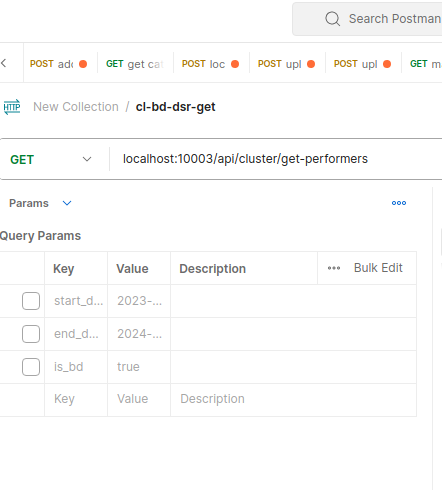 Search Postman
POST adc GET get ca POST loc POST upl POST upl GET m
HTTP New Collection / cl-bd-dsr-get
GET localhost:10003/api/cluster/get-performers
Params
Query Params
Key Value Description ••• Bulk Edit
start_d... 2023-...
end_d... 2024-...
is_bd true
Key Value Description